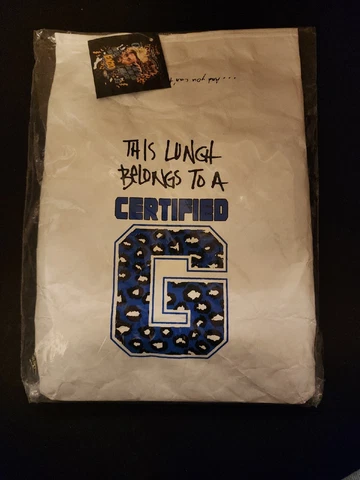 THIS LUNCH
BELONGS TO A
CERTIFIED
G